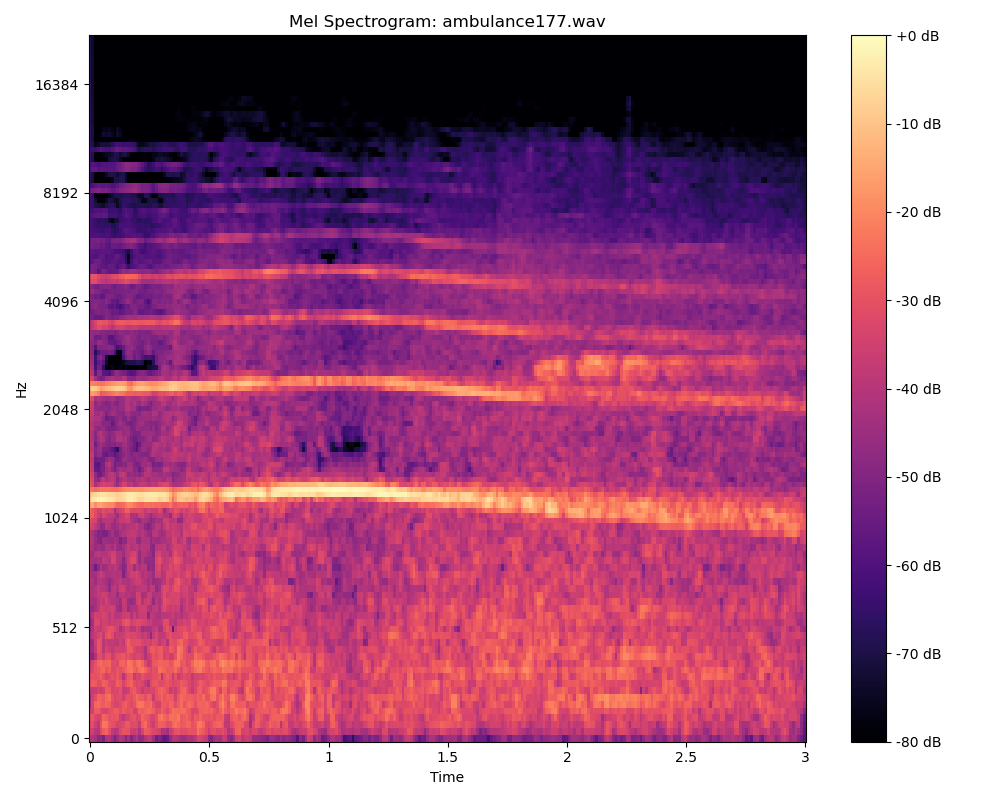 Mel Spectrogram: ambulance177.wav
16384
8192
4096
2048
1024
512
0
Hz
0
0.5
1
1.5
2
2.5
3
Time
+0 dB
-10 dB
-20 dB
-30 dB
-40 dB
-50 dB
-60 dB
-70 dB
-80 dB